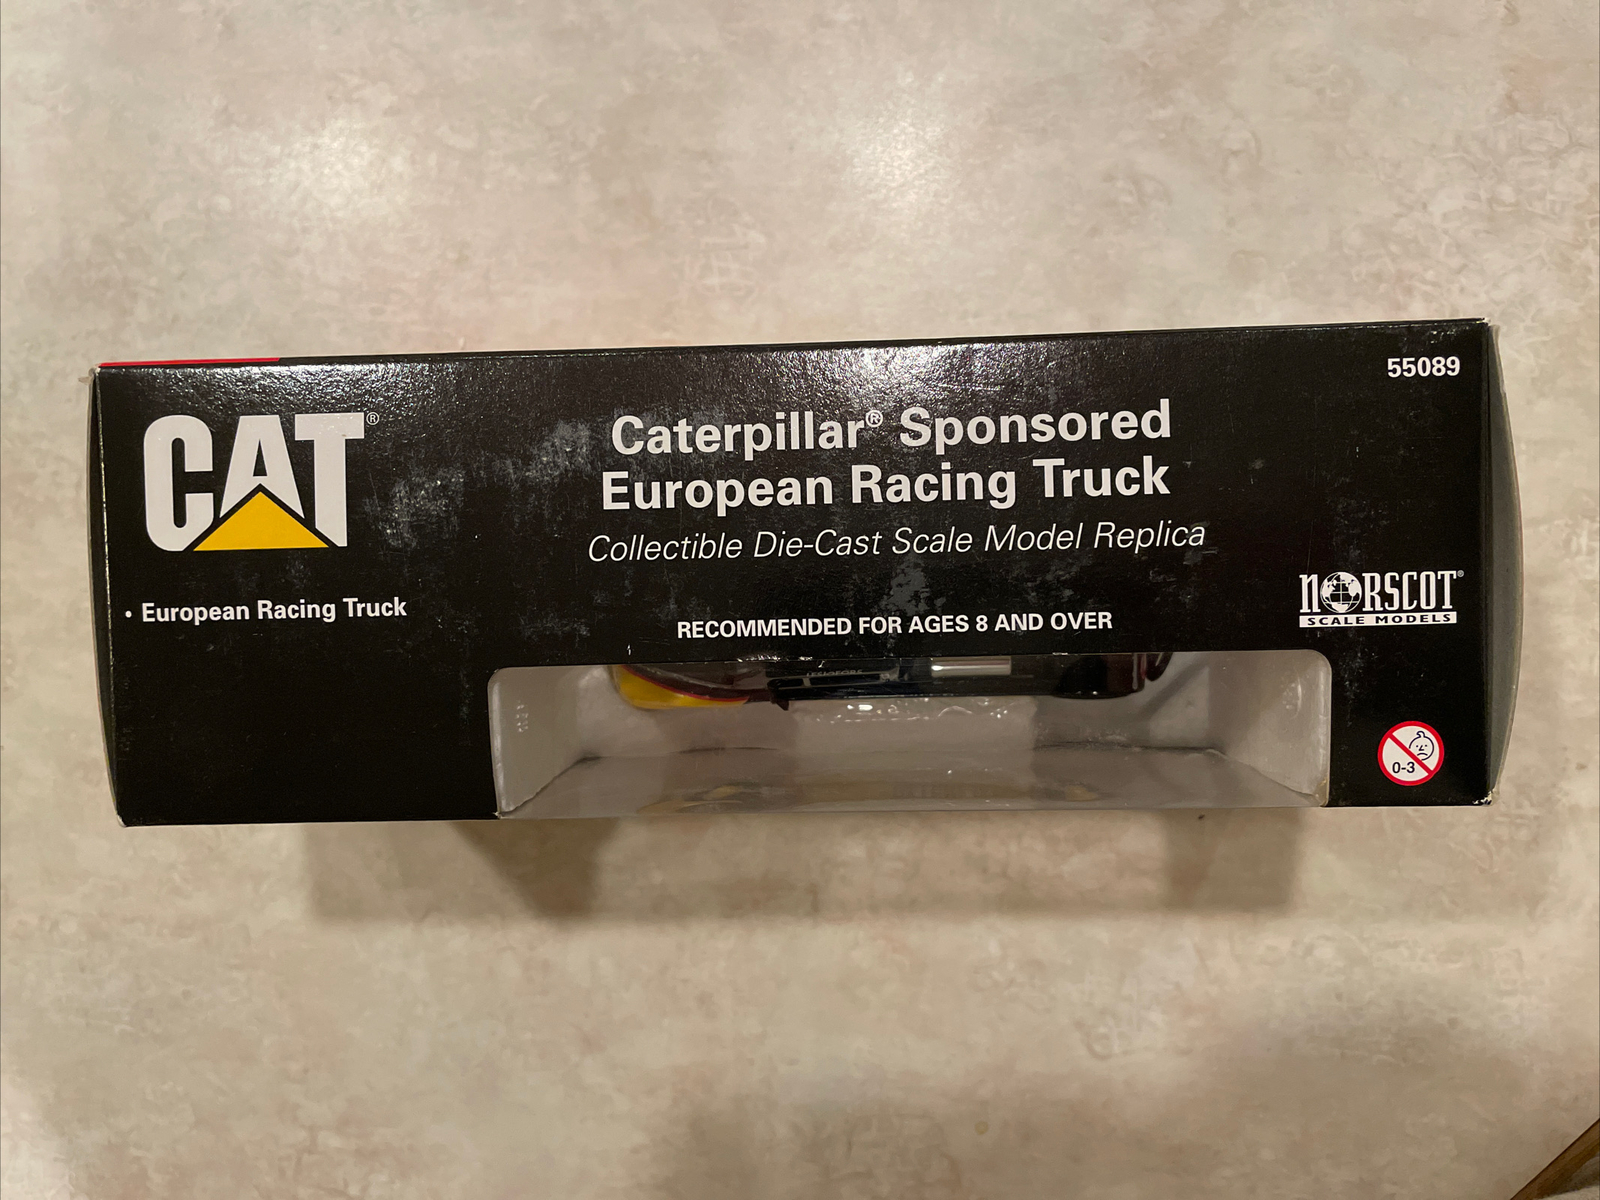 55089
CAT®
Caterpillar® Sponsored
European Racing Truck
Collectible Die-Cast Scale Model Replica
• European Racing Truck
RECOMMENDED FOR AGES 8 AND OVER
NORSCOT®
SCALE MODELS
0-3